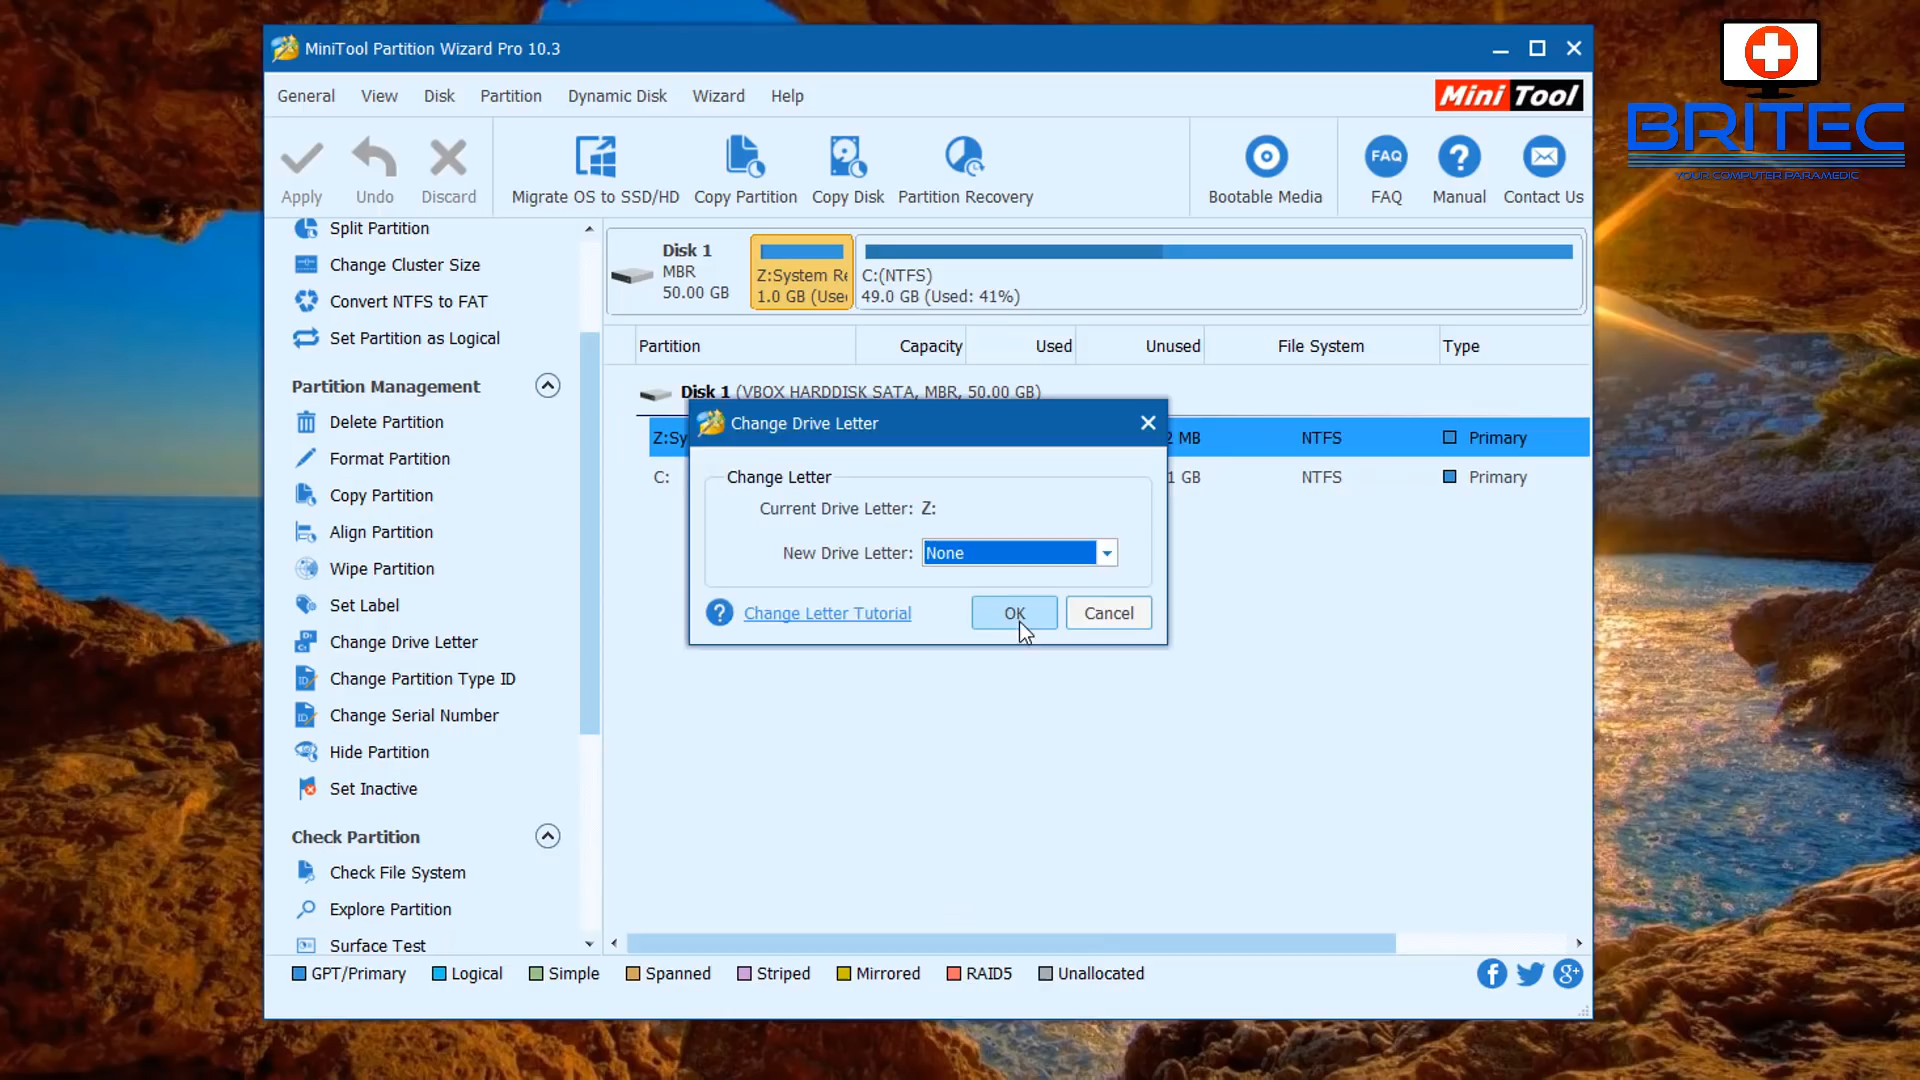 MiniTool Partition Wizard Pro 10.3
BRITEC
YOUR COMPUTER PARAMEDIC
General View Disk Partition Dynamic Disk Wizard Help
Mini Tool
Apply Undo Discard Migrate OS to SSD/HD Copy Partition Copy Disk Partition Recovery Bootable Media FAQ FAQ Manual Contact Us
Split Partition
Change Cluster Size
Convert NTFS to FAT
Set Partition as Logical
Partition Management
Delete Partition
Format Partition
Copy Partition
Align Partition
Wipe Partition
Set Label
Change Drive Letter
Change Partition Type ID
Change Serial Number
Hide Partition
Set Inactive
Check Partition
Check File System
Explore Partition
Surface Test
Disk 1
MBR
50.00 GB
Z:System Re
1.0 GB (Use
C:(NTFS)
49.0 GB (Used: 41%)
Partition Capacity Used Unused File System Type
Disk 1 (VBOX HARDDISK SATA, MBR, 50.00 GB)
Z:Sy 2 MB NTFS Primary
C: GB NTFS Primary
Change Drive Letter
Change Letter
Current Drive Letter: Z:
New Drive Letter: None
Change Letter Tutorial
OK Cancel
GPT/Primary Logical Simple Spanned Striped Mirrored RAID5 Unallocated